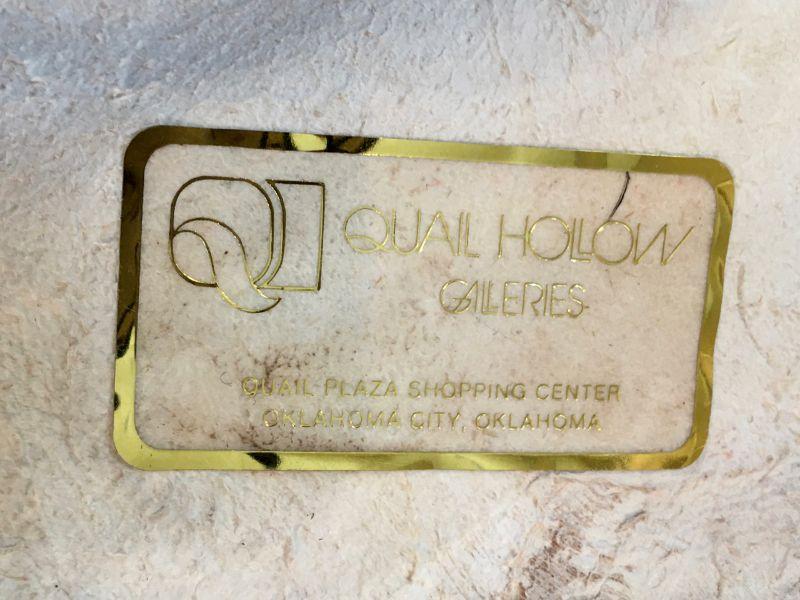 QUAIL HOLLOW
GALLERIES
QUAIL PLAZA SHOPPING CENTER
OKLAHOMA CITY, OKLAHOMA